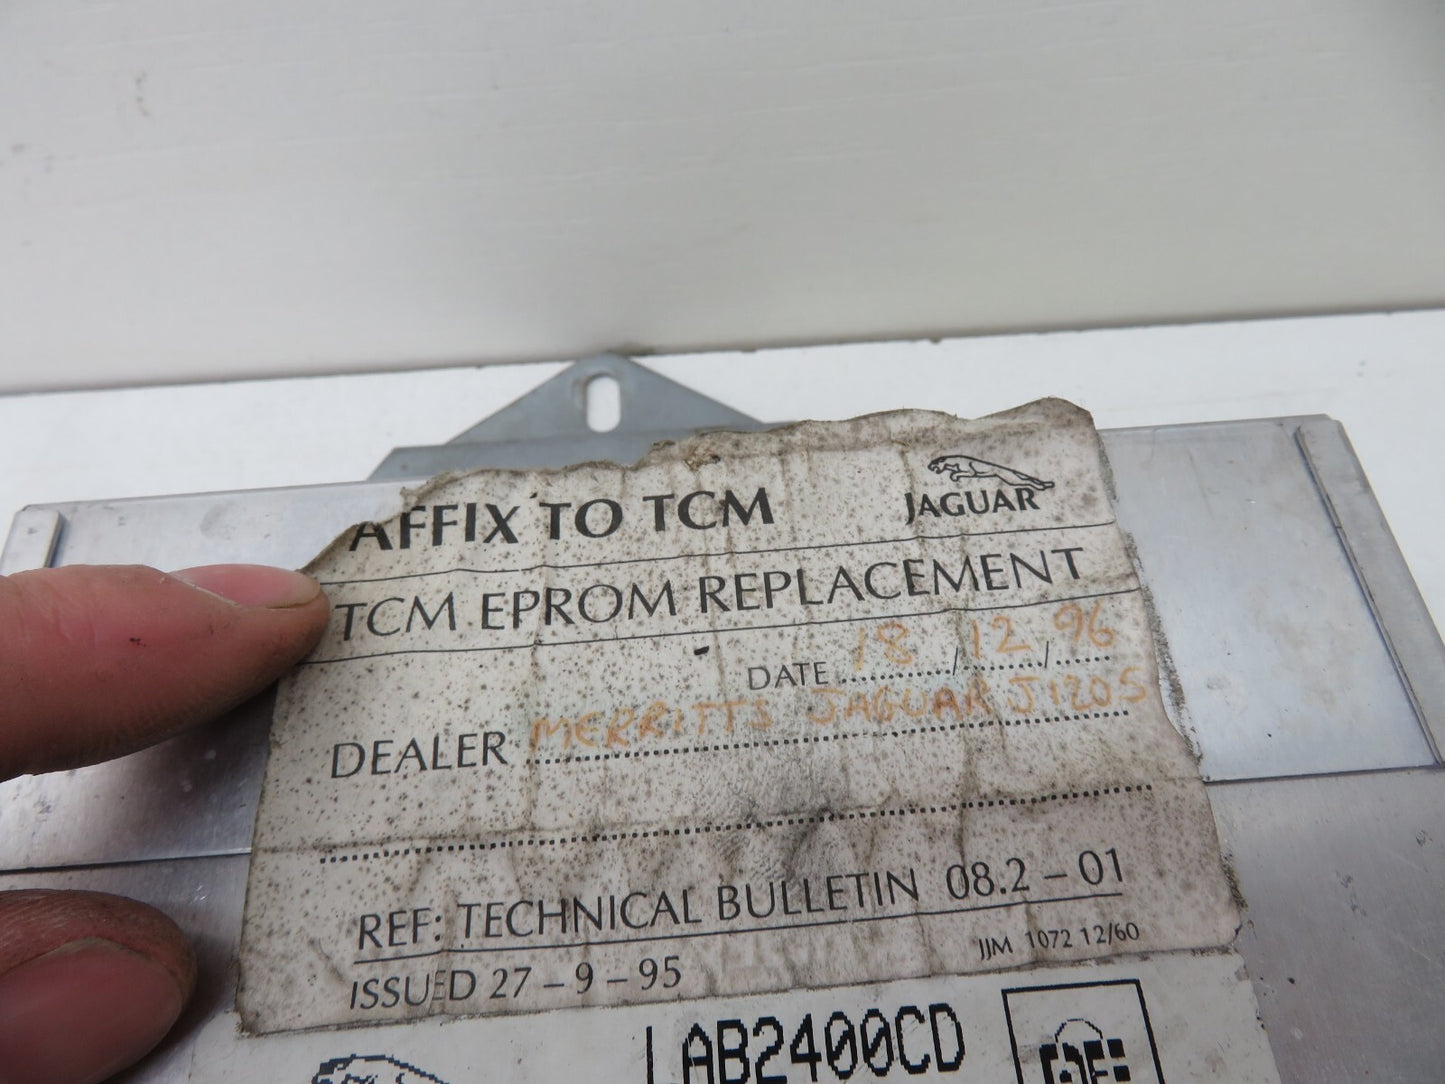 AFFIX TO TCM
JAGUAR
TCM EPROM REPLACEMENT
DATE 18/12/96
DEALER MERRITTS JAGUAR J1205
REF: TECHNICAL BULLETIN 08.2 – 01
ISSUED 27 – 9 – 95
JJM 1072 12/60
LAB2400CD